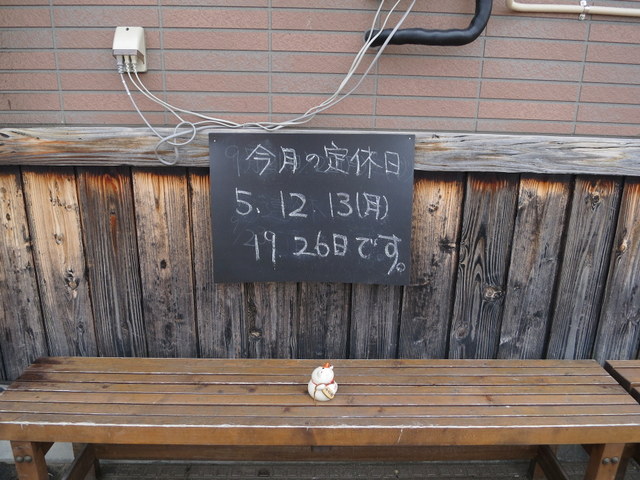 今月の定休日
5. 12. 13(月)
19. 26日です。